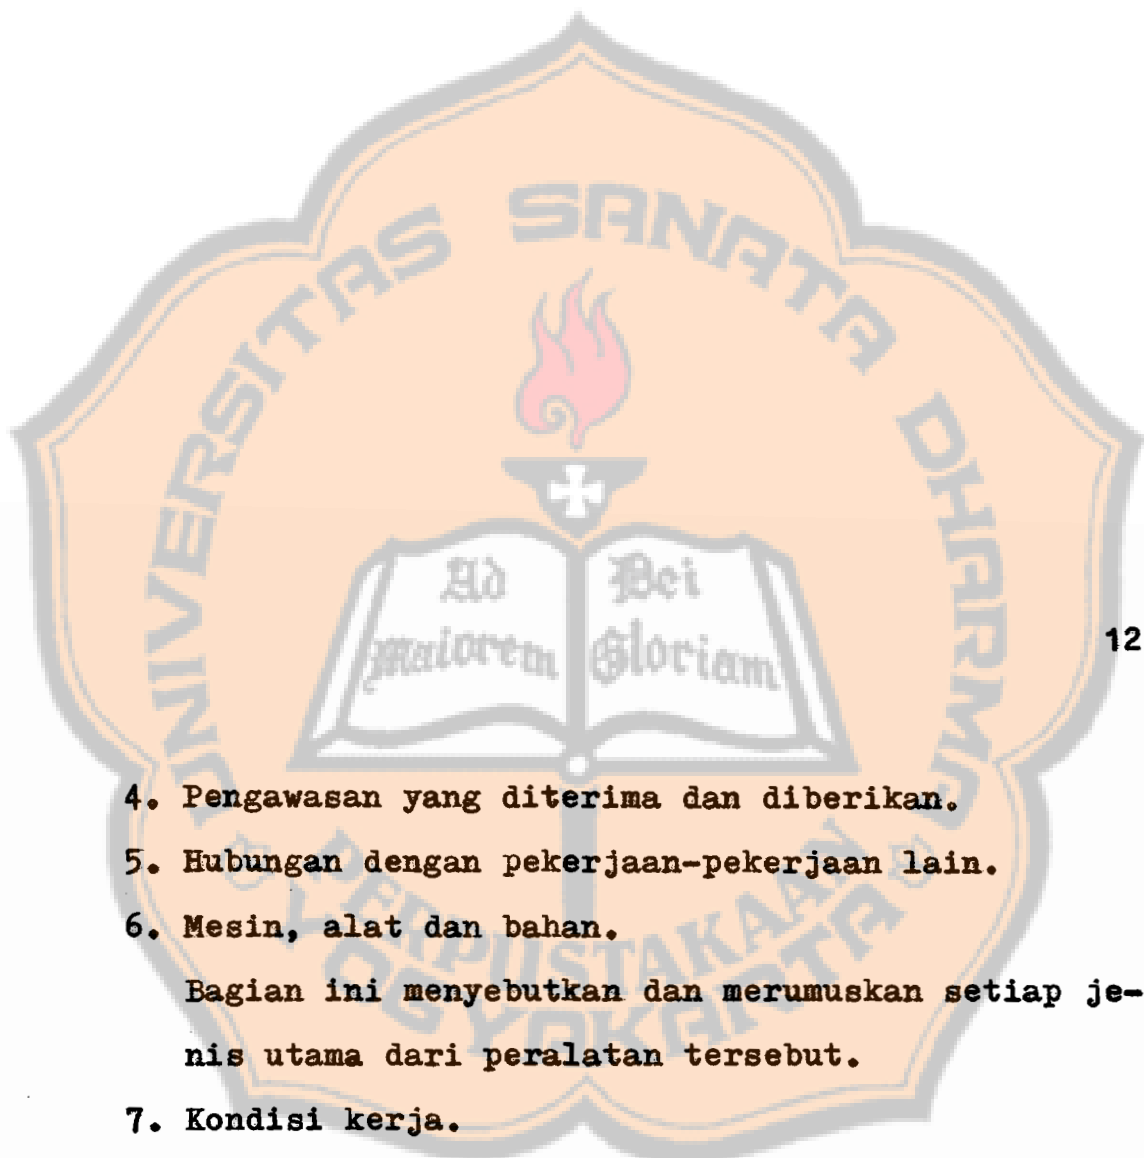 UNIVERSITAS SANATA DHARMA
Ad Dei
Maiorem Gloriam
12
4. Pengawasan yang diterima dan diberikan.
5. Hubungan dengan pekerjaan-pekerjaan lain.
PERPUSTAKAAN
6. Mesin, alat dan bahan.
YOGYAKARTA
Bagian ini menyebutkan dan merumuskan setiap je-
nis utama dari peralatan tersebut.
7. Kondisi kerja.